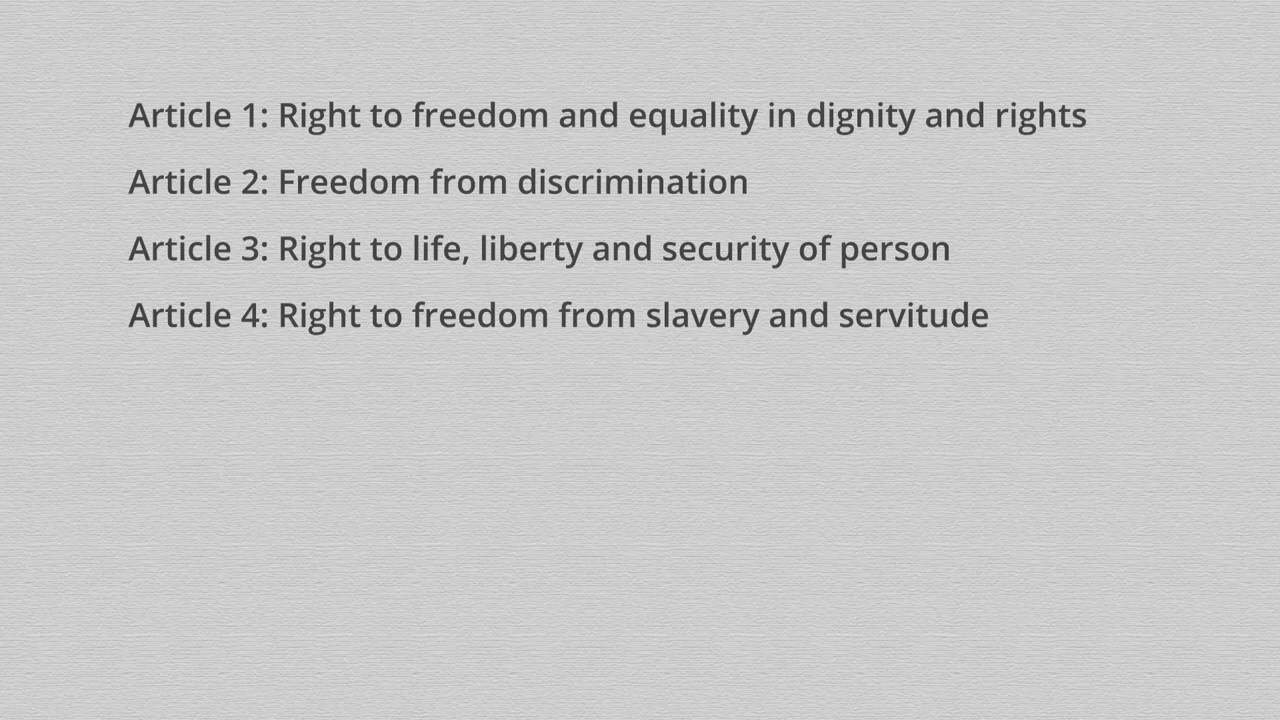 Article 1: Right to freedom and equality in dignity and rights
Article 2: Freedom from discrimination
Article 3: Right to life, liberty and security of person
Article 4: Right to freedom from slavery and servitude